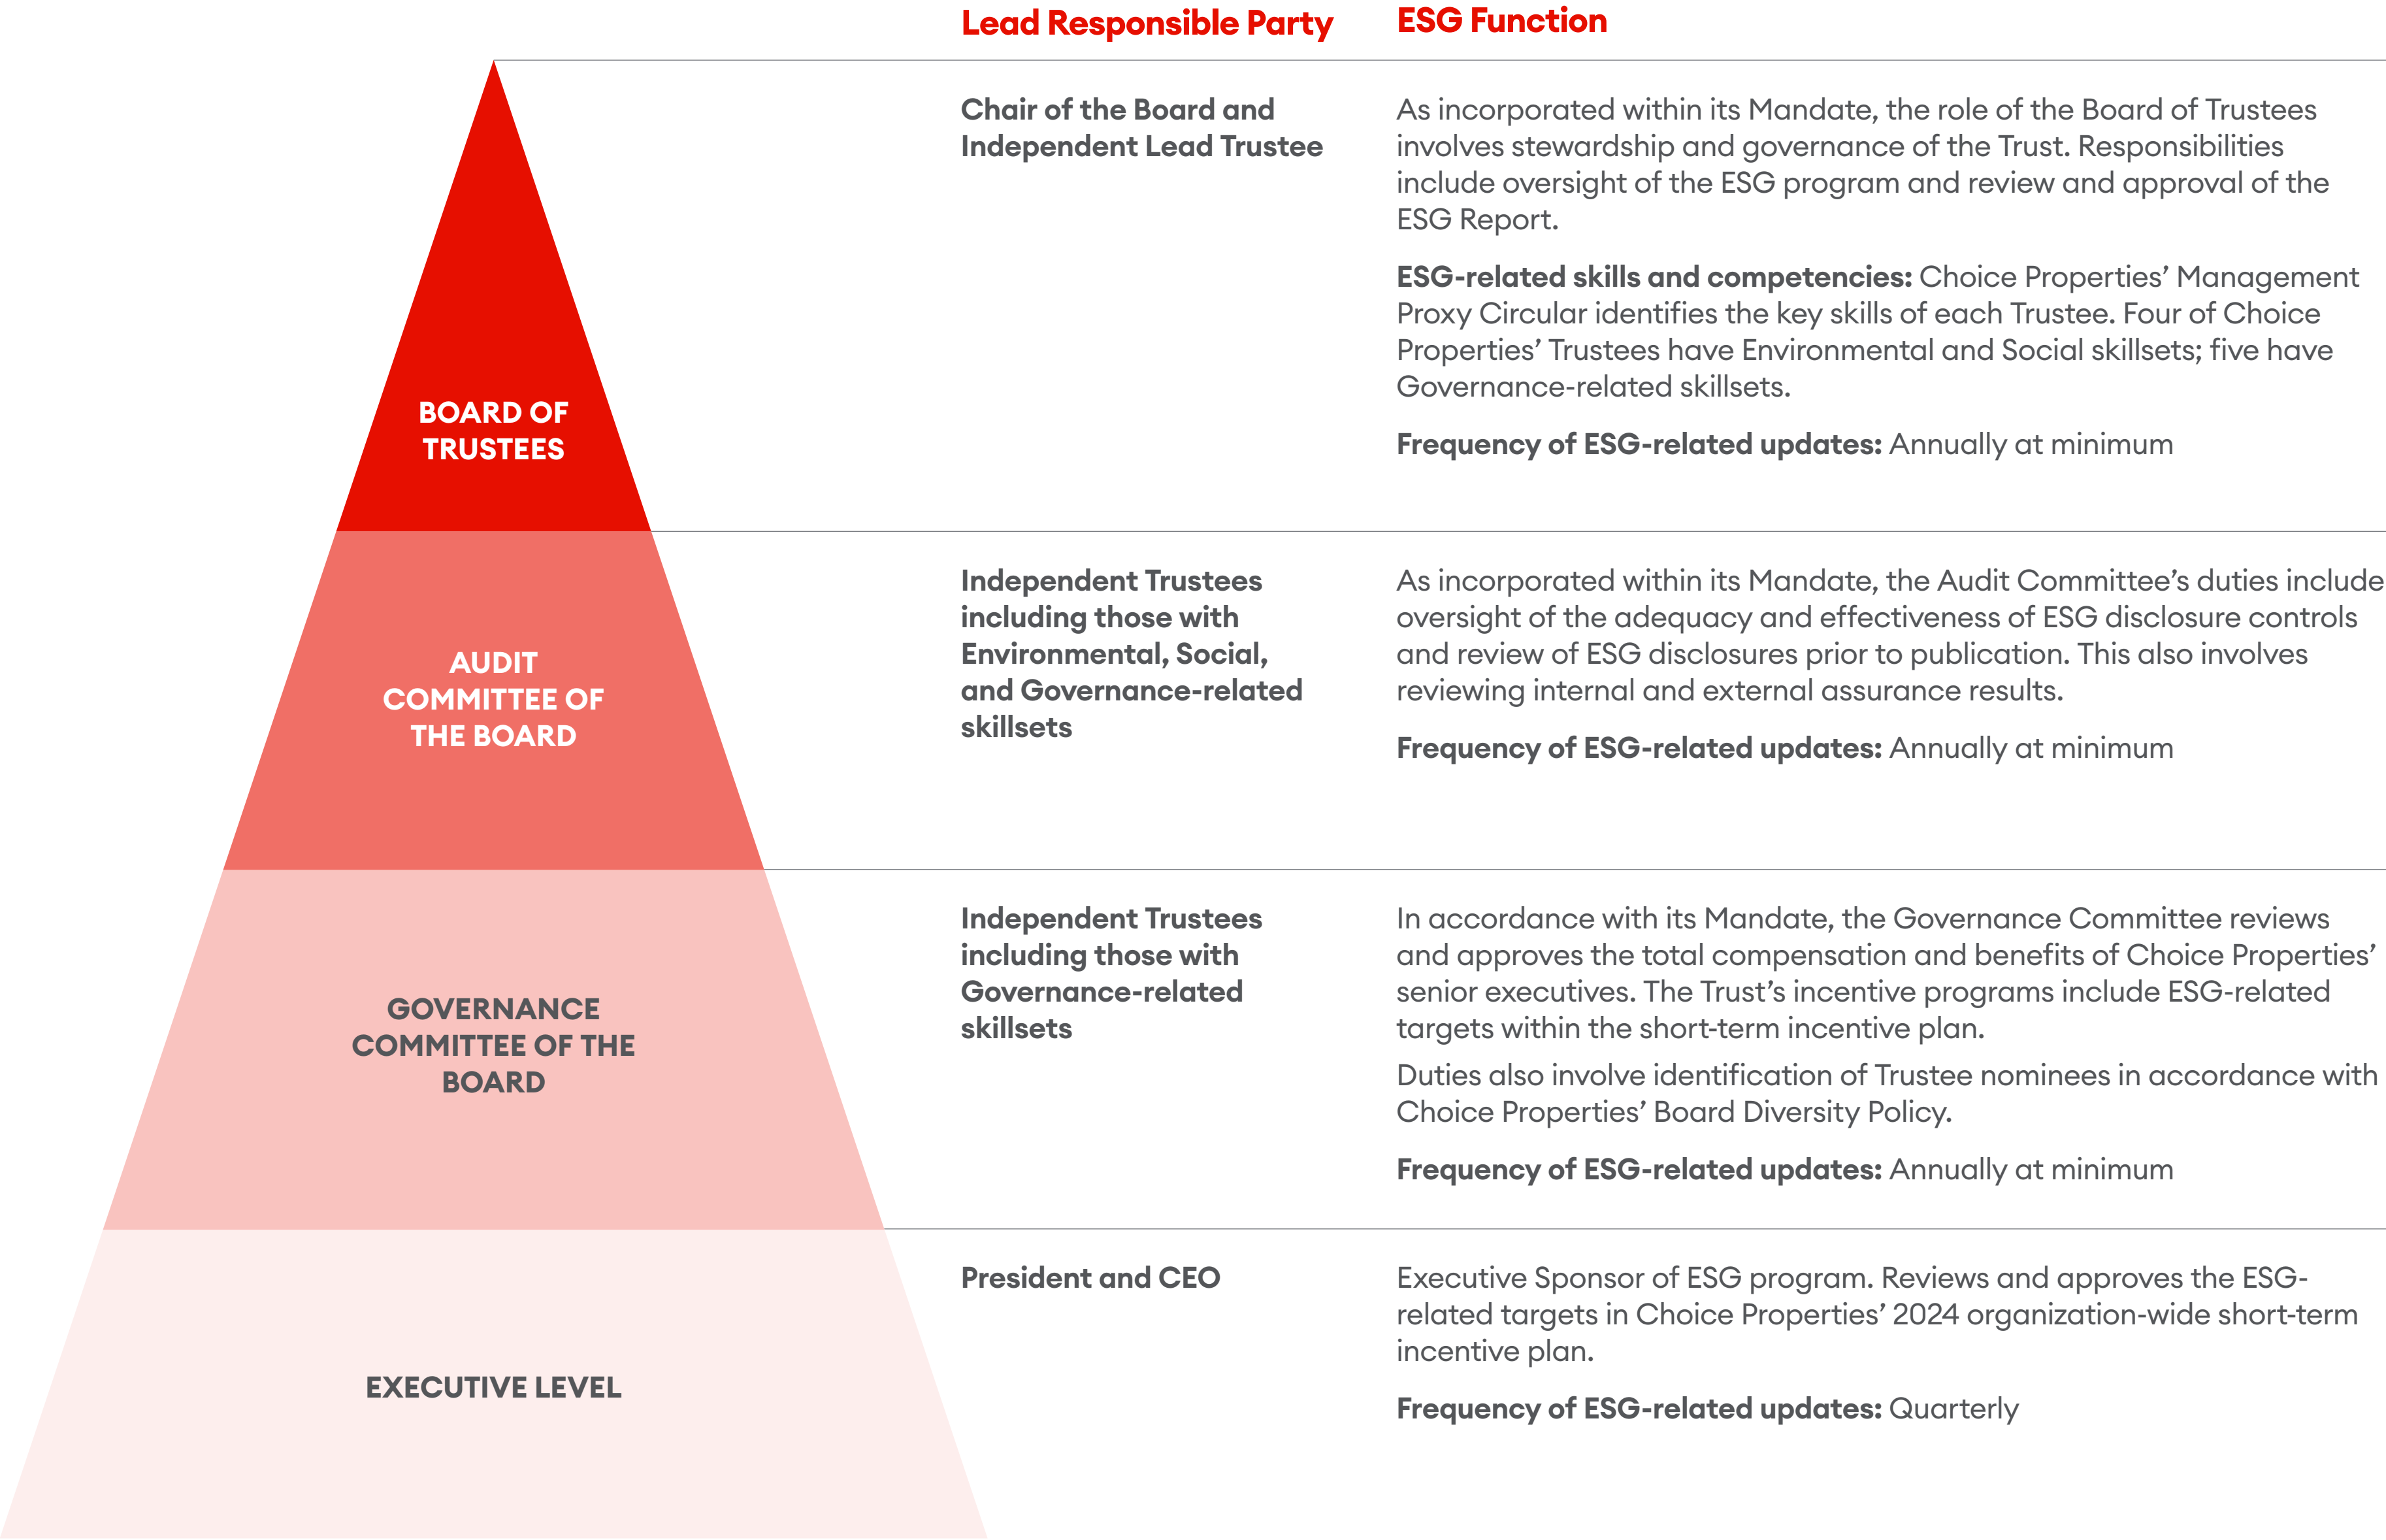 Lead Responsible Party
ESG Function
BOARD OF
TRUSTEES
Chair of the Board and
Independent Lead Trustee
As incorporated within its Mandate, the role of the Board of Trustees
involves stewardship and governance of the Trust. Responsibilities
include oversight of the ESG program and review and approval of the
ESG Report.
ESG-related skills and competencies: Choice Properties’ Management
Proxy Circular identifies the key skills of each Trustee. Four of Choice
Properties’ Trustees have Environmental and Social skillsets; five have
Governance-related skillsets.
Frequency of ESG-related updates: Annually at minimum
AUDIT
COMMITTEE OF
THE BOARD
Independent Trustees
including those with
Environmental, Social,
and Governance-related
skillsets
As incorporated within its Mandate, the Audit Committee’s duties include
oversight of the adequacy and effectiveness of ESG disclosure controls
and review of ESG disclosures prior to publication. This also involves
reviewing internal and external assurance results.
Frequency of ESG-related updates: Annually at minimum
GOVERNANCE
COMMITTEE OF THE
BOARD
Independent Trustees
including those with
Governance-related
skillsets
In accordance with its Mandate, the Governance Committee reviews
and approves the total compensation and benefits of Choice Properties’
senior executives. The Trust’s incentive programs include ESG-related
targets within the short-term incentive plan.
Duties also involve identification of Trustee nominees in accordance with
Choice Properties’ Board Diversity Policy.
Frequency of ESG-related updates: Annually at minimum
EXECUTIVE LEVEL
President and CEO
Executive Sponsor of ESG program. Reviews and approves the ESG-
related targets in Choice Properties’ 2024 organization-wide short-term
incentive plan.
Frequency of ESG-related updates: Quarterly